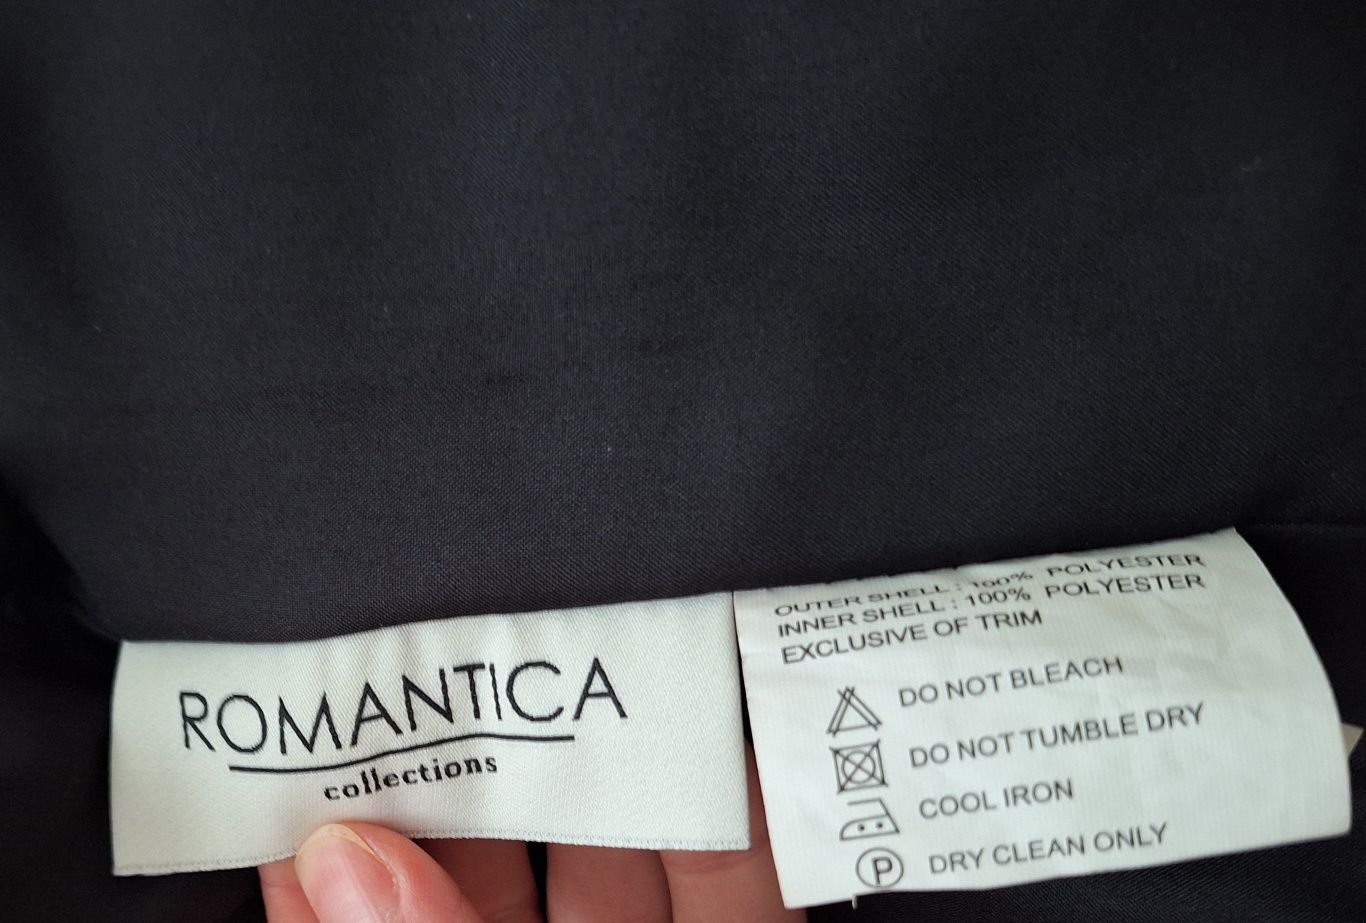 ROMANTICA
collections
OUTER SHELL : 100% POLYESTER
INNER SHELL : 100% POLYESTER
EXCLUSIVE OF TRIM
DO NOT BLEACH
DO NOT TUMBLE DRY
COOL IRON
P DRY CLEAN ONLY